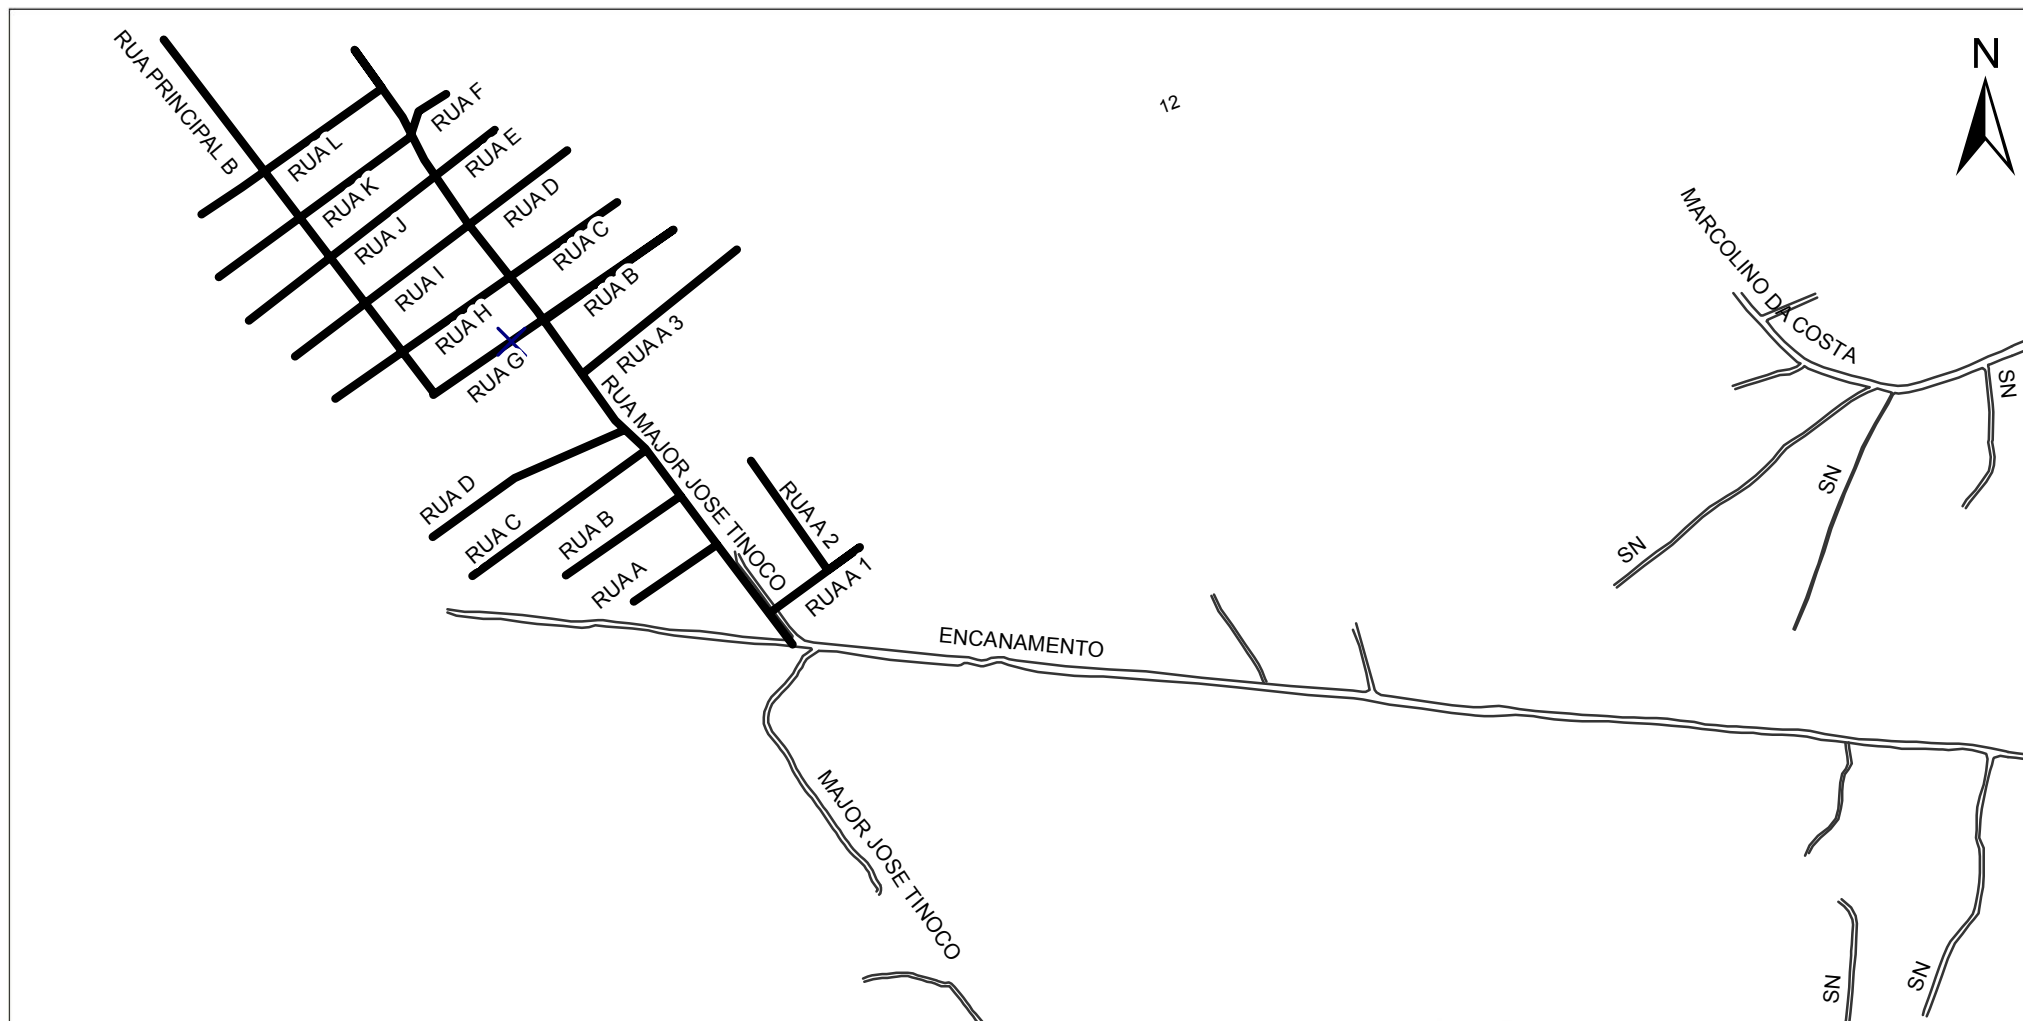 N
RUA PRINCIPAL B
RUA F
12
RUA L
RUA E
RUA K
RUA D
RUA J
RUA C
RUA I
RUA B
RUA H
RUA A 3
RUA G
MARCOLINO DA COSTA
SN
RUA MAJOR JOSE TINOCO
RUA D
RUA C
RUA B
RUA A
RUA A 2
RUA A 1
SN
SN
ENCANAMENTO
MAJOR JOSE TINOCO
SN
SN